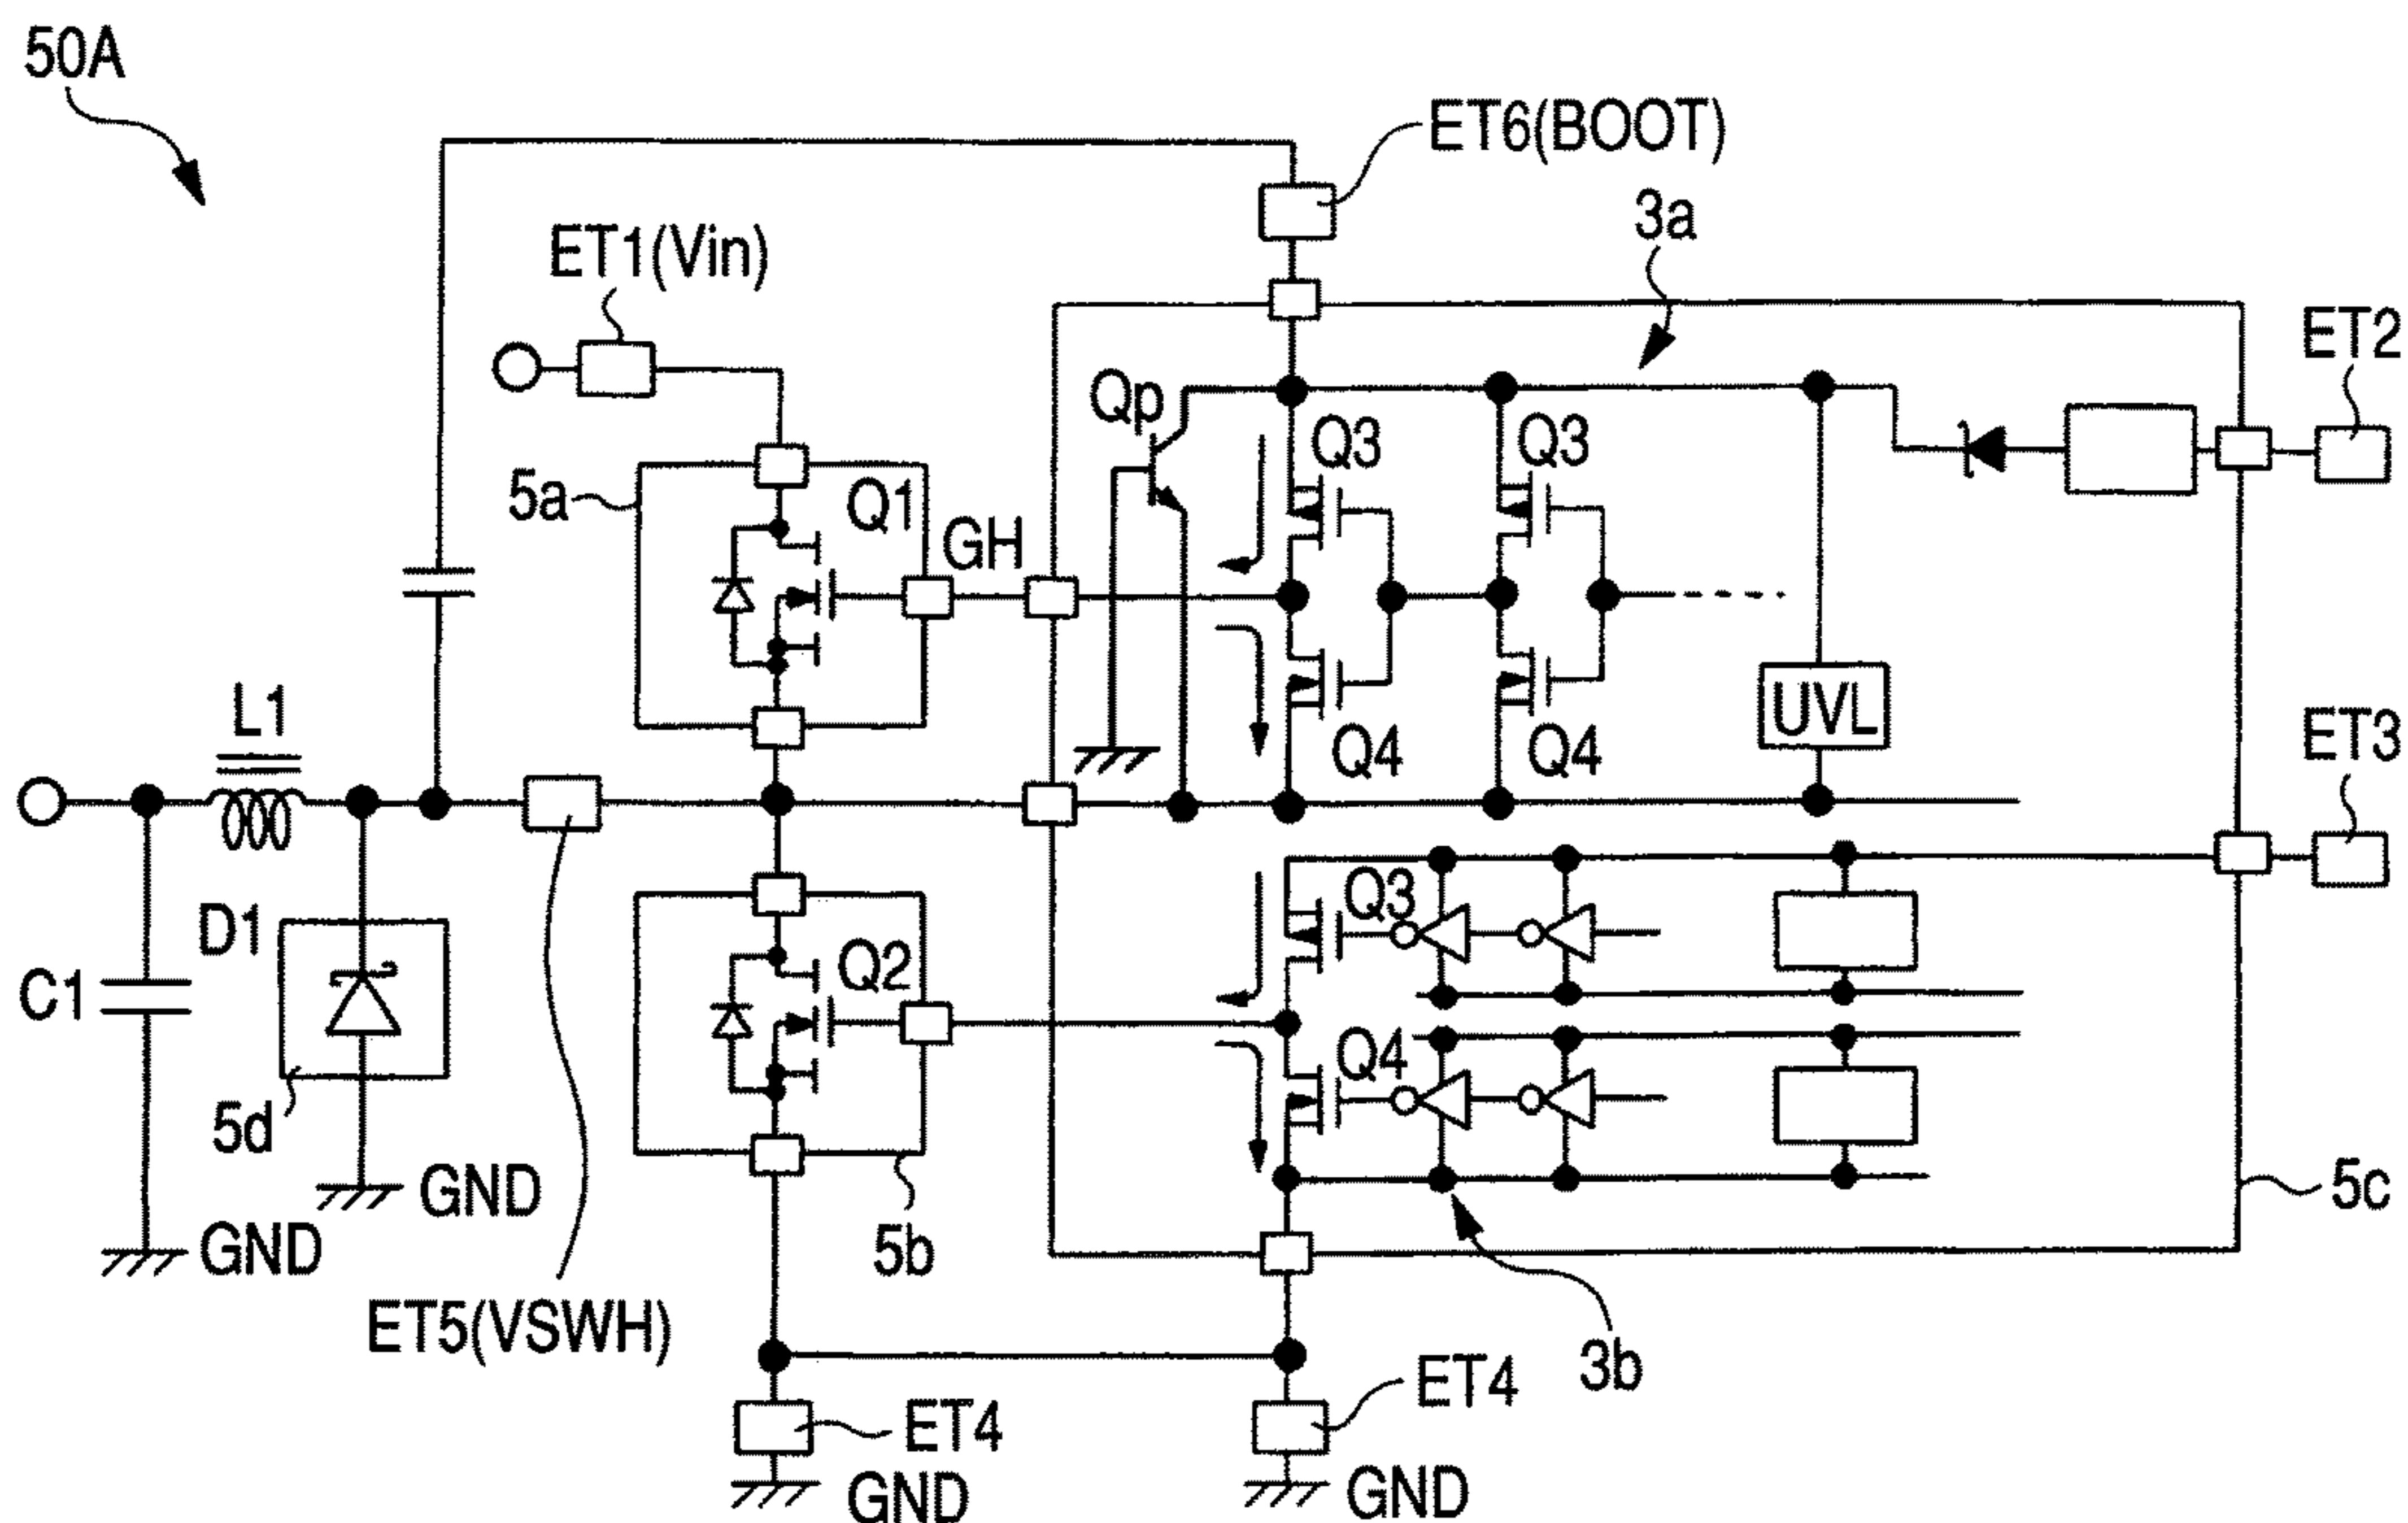 50A
ET6(BOOT)
3a
ET1(Vin)
ET2
Qp
Q3
Q3
5a
Q1
GH
L1
UVL
Q4
Q4
ET3
Q3
D1
Q2
C1
Q4
5d
GND
5c
GND
5b
ET5(VSWH)
3b
ET4
ET4
GND
GND